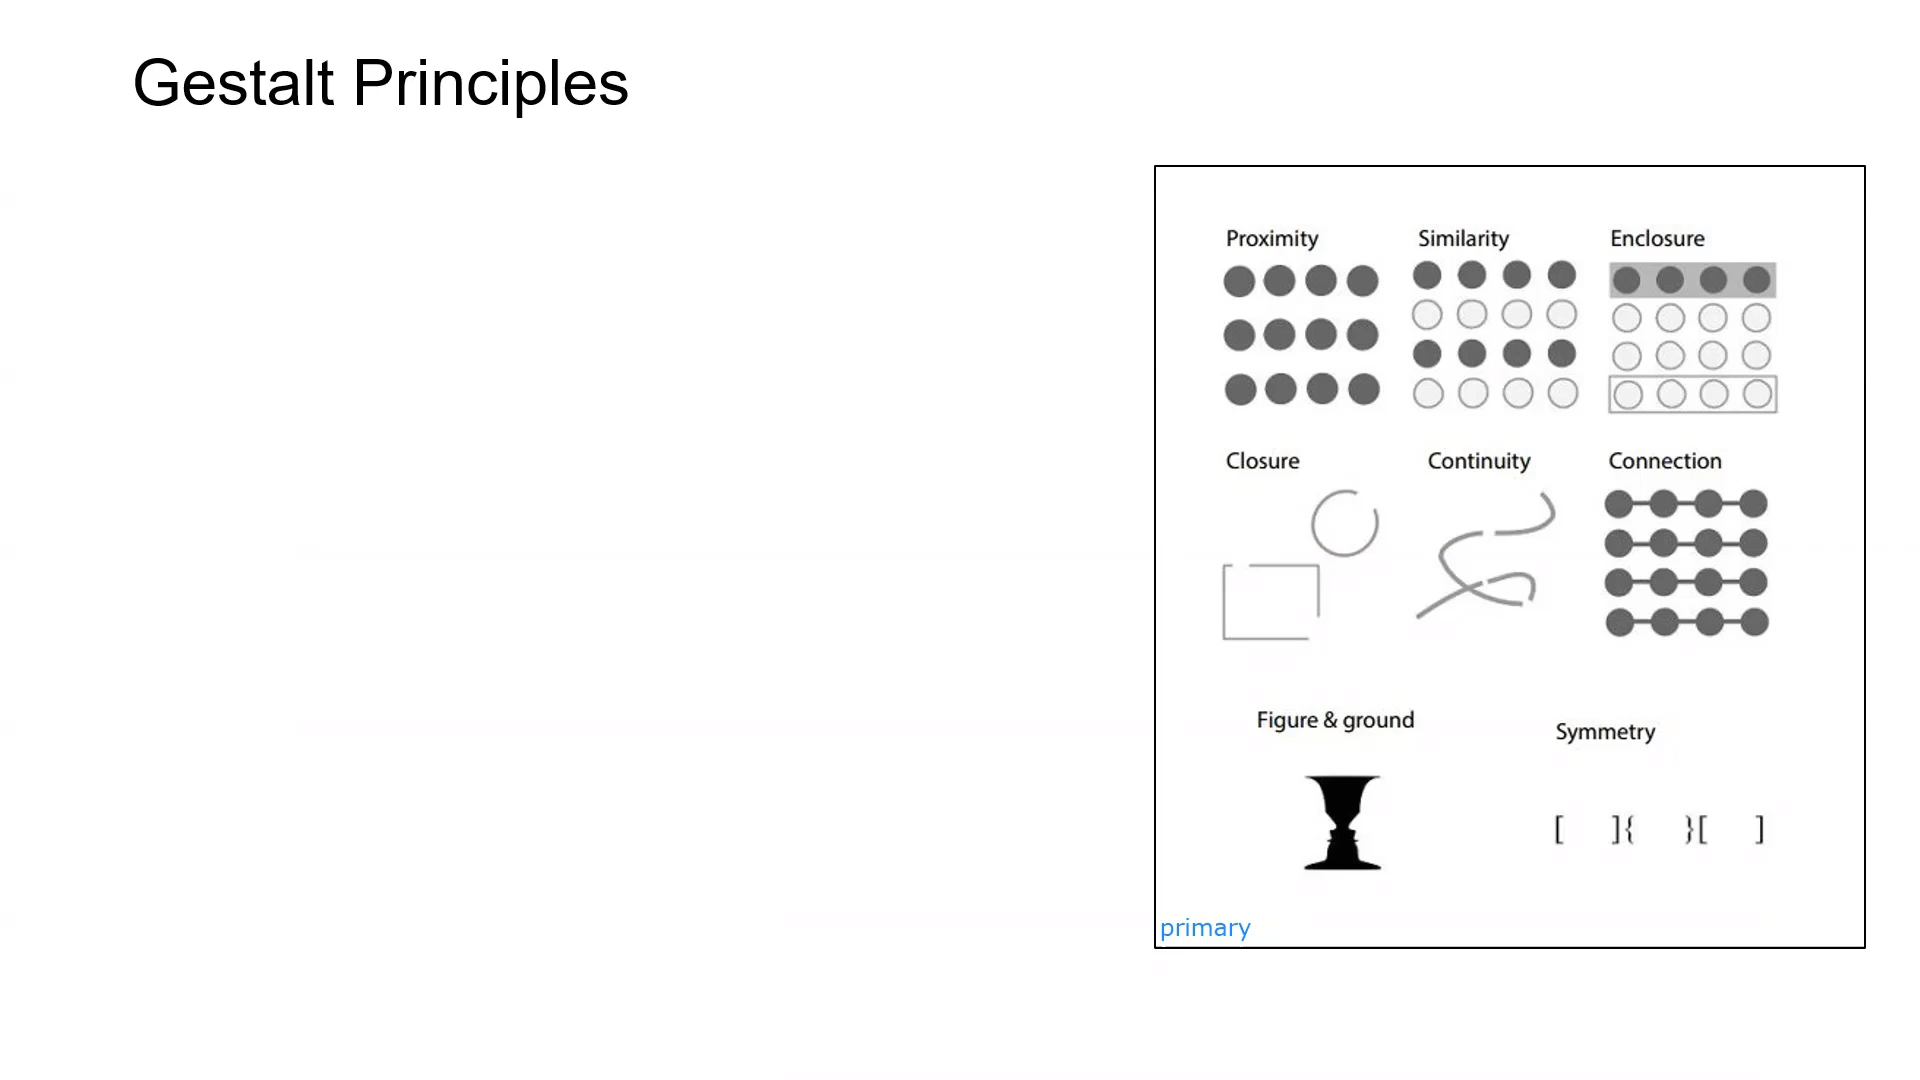 Gestalt Principles
Proximity
Similarity
Enclosure
Closure
Continuity
Connection
Figure & ground
Symmetry
[ ]{ }[ ]
primary